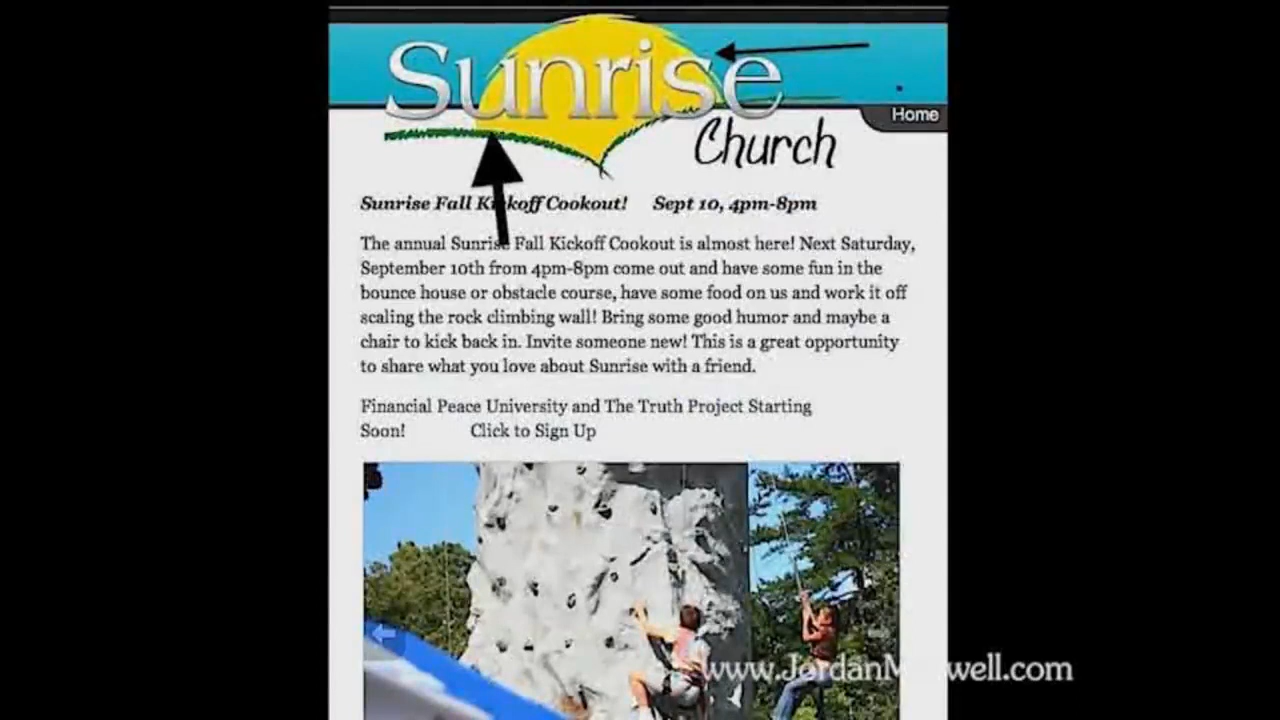 Sunrise
Church
Home
Sunrise Fall Kickoff Cookout! Sept 10, 4pm-8pm
The annual Sunrise Fall Kickoff Cookout is almost here! Next Saturday,
September 10th from 4pm-8pm come out and have some fun in the
bounce house or obstacle course, have some food on us and work it off
scaling the rock climbing wall! Bring some good humor and maybe a
chair to kick back in. Invite someone new! This is a great opportunity
to share what you love about Sunrise with a friend.
Financial Peace University and The Truth Project Starting
Soon! Click to Sign Up
www.JordanMaxwell.com